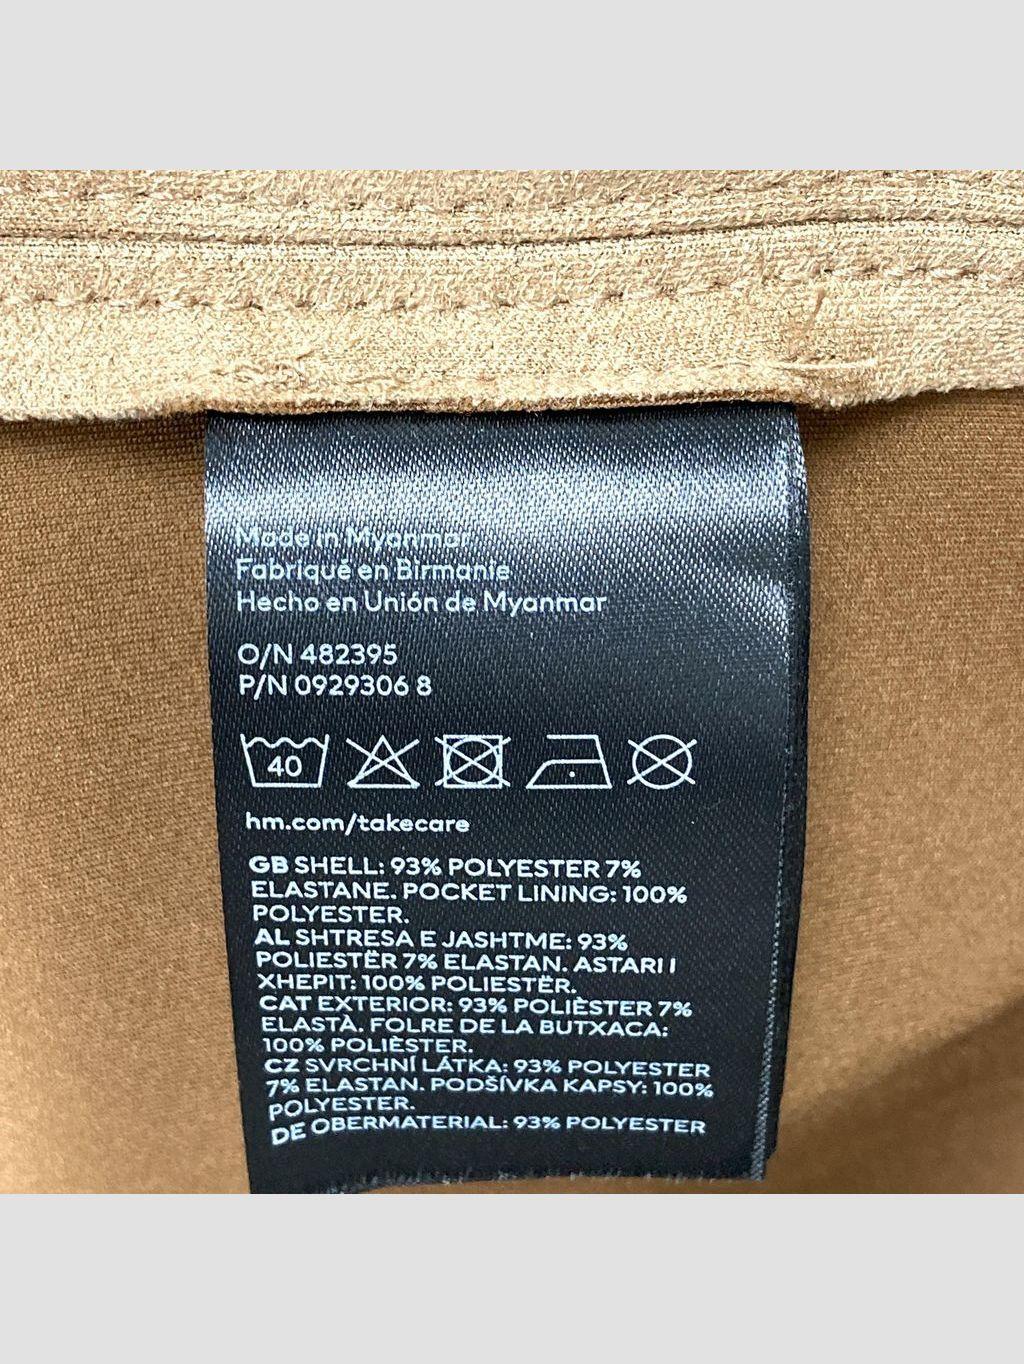 Made in Myanmar
Fabriqué en Birmanie
Hecho en Unión de Myanmar
O/N 482395
P/N 0929306 8
40
hm.com/takecare
GB SHELL: 93% POLYESTER 7%
ELASTANE. POCKET LINING: 100%
POLYESTER.
AL SHTRESA E JASHTME: 93%
POLIESTËR 7% ELASTAN. ASTARI I
XHEPIT: 100% POLIESTËR.
CAT EXTERIOR: 93% POLIÈSTER 7%
ELASTÀ. FOLRE DE LA BUTXACA:
100% POLIÈSTER.
CZ SVRCHNÍ LÁTKA: 93% POLYESTER
7% ELASTAN. PODŠÍVKA KAPSY: 100%
POLYESTER.
DE OBERMATERIAL: 93% POLYESTER